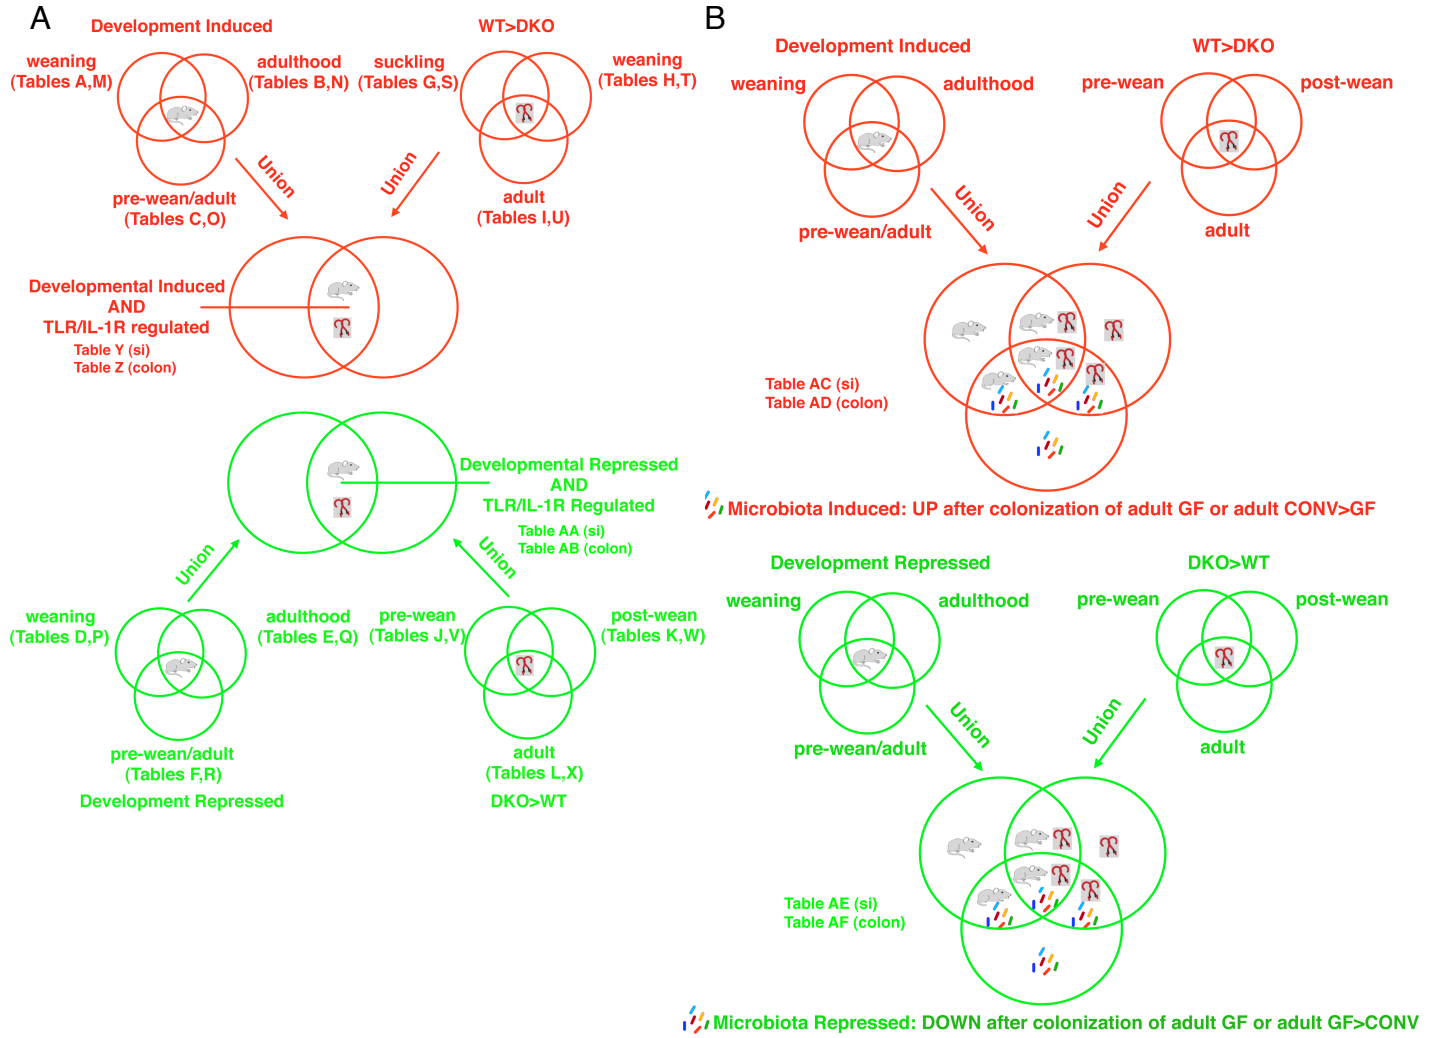 A
Development Induced
WT>DKO
weaning
(Tables A,M)
adulthood
(Tables B,N)
suckling
(Tables G,S)
weaning
(Tables H,T)
pre-wean/adult
(Tables C,O)
adult
(Tables I,U)
Union
Union
Developmental Induced
AND
TLR/IL-1R regulated
Table Y (si)
Table Z (colon)
Developmental Repressed
AND
TLR/IL-1R Regulated
Table AA (si)
Table AB (colon)
Union
Union
weaning
(Tables D,P)
adulthood
(Tables E,Q)
pre-wean
(Tables J,V)
post-wean
(Tables K,W)
pre-wean/adult
(Tables F,R)
adult
(Tables L,X)
Development Repressed
DKO>WT
B
Development Induced
WT>DKO
weaning
adulthood
pre-wean
post-wean
pre-wean/adult
adult
Union
Union
Table AC (si)
Table AD (colon)
Microbiota Induced: UP after colonization of adult GF or adult CONV>GF
Development Repressed
DKO>WT
weaning
adulthood
pre-wean
post-wean
pre-wean/adult
adult
Union
Union
Table AE (si)
Table AF (colon)
Microbiota Repressed: DOWN after colonization of adult GF or adult GF>CONV